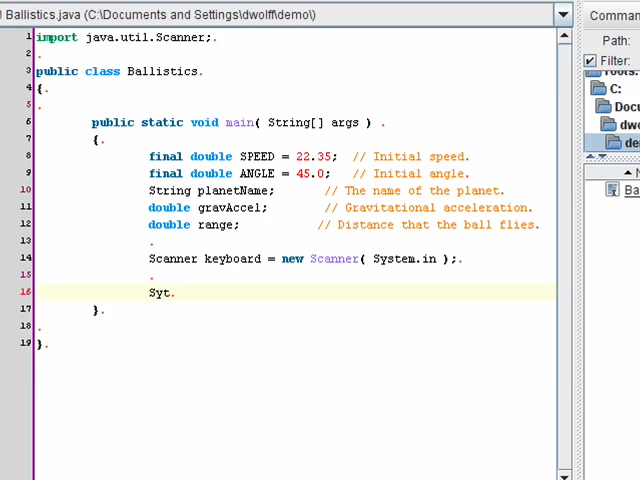 Ballistics.java (C:\Documents and Settings\dwolff\demo\)
Comman
Path:
Filter:
C:
Docu
dwo
der
Ba
1 import java.util.Scanner;.
2 .
3 public class Ballistics.
4 {.
5 .
6 public static void main( String[] args ) .
7 {.
8 final double SPEED = 22.35; // Initial speed.
9 final double ANGLE = 45.0; // Initial angle.
10 String planetName; // The name of the planet.
11 double gravAccel; // Gravitational acceleration.
12 double range; // Distance that the ball flies.
13 .
14 Scanner keyboard = new Scanner( System.in );.
15 .
16 Syt.
17 }.
18 .
19 }.